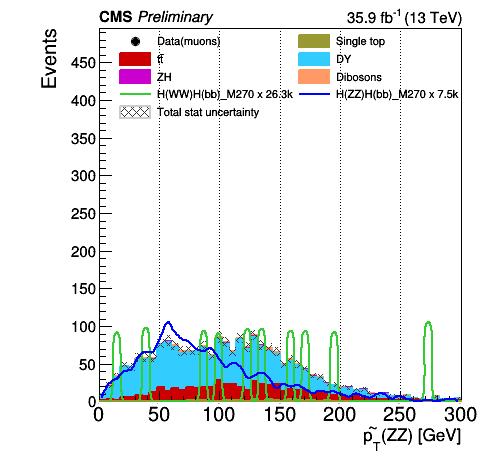 CMS Preliminary 35.9 fb⁻¹ (13 TeV)
Events
Data(muons) Single top
tt̄ DY
ZH Dibosons
H(WW)H(bb)_M270 x 26.3k H(ZZ)H(bb)_M270 x 7.5k
Total stat uncertainty
450
400
350
300
250
200
150
100
50
0
0 50 100 150 200 250 300
p̃_T(ZZ) [GeV]